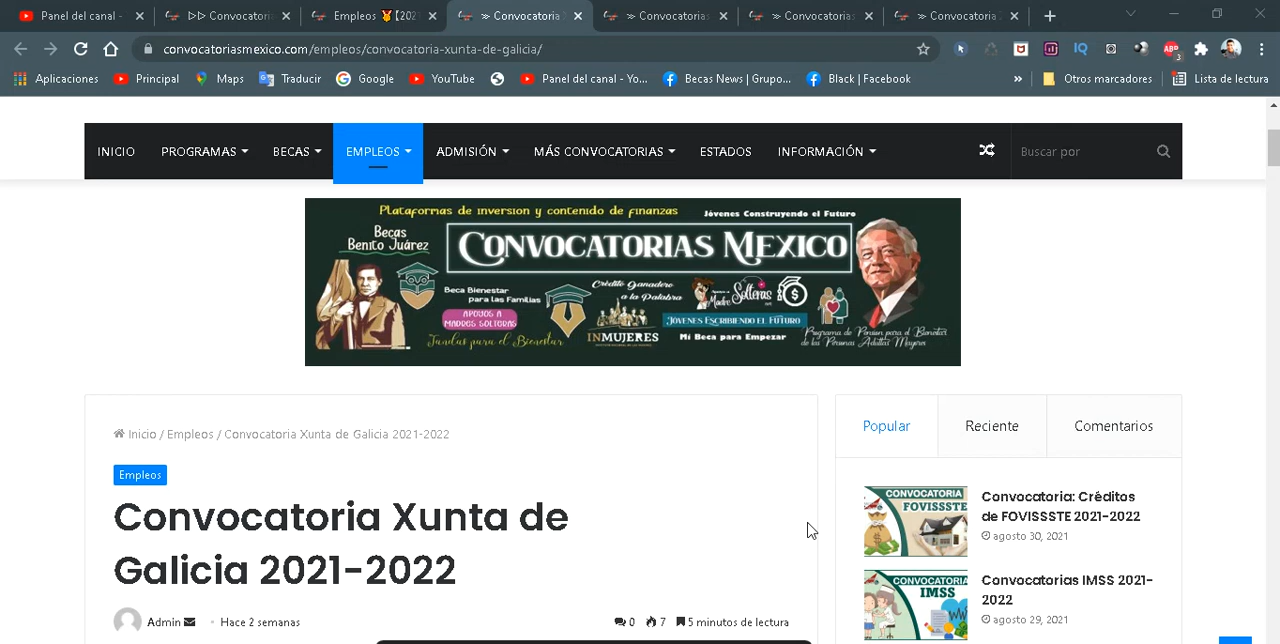 Panel del canal -
▷▷ Convocatoria
Empleos 🏅【202
≫ Convocatoria
≫ Convocatorias
≫ Convocatorias
≫ Convocatoria
convocatoriasmexico.com/empleos/convocatoria-xunta-de-galicia/
Aplicaciones Principal Maps Traducir Google YouTube Panel del canal - Yo... Becas News | Grupo... Black | Facebook » Otros marcadores Lista de lectura
INICIO PROGRAMAS BECAS EMPLEOS ADMISIÓN MÁS CONVOCATORIAS ESTADOS INFORMACIÓN Buscar por
Plataformas de inversion y contenido de finanzas
Jóvenes Construyendo el Futuro
Becas
Benito Juárez
Convocatorias Mexico
Beca Bienestar
para las Familias
Apoyos a
Madres Solteras
Tandas para el Bienestar
Crédito Ganadero
a la Palabra
INMUJERES
Madres Solteras
Jóvenes Escribiendo el Futuro
Mi Beca para Empezar
Programa de Pension para el Bienestar
de las Personas Adultas Mayores
Inicio / Empleos / Convocatoria Xunta de Galicia 2021-2022
Empleos
Convocatoria Xunta de
Galicia 2021-2022
Admin • Hace 2 semanas 0 7 5 minutos de lectura
Popular Reciente Comentarios
CONVOCATORIA
FOVISSSTE
Convocatoria: Créditos
de FOVISSSTE 2021-2022
agosto 30, 2021
CONVOCATORIA
IMSS
Convocatorias IMSS 2021-
2022
agosto 29, 2021